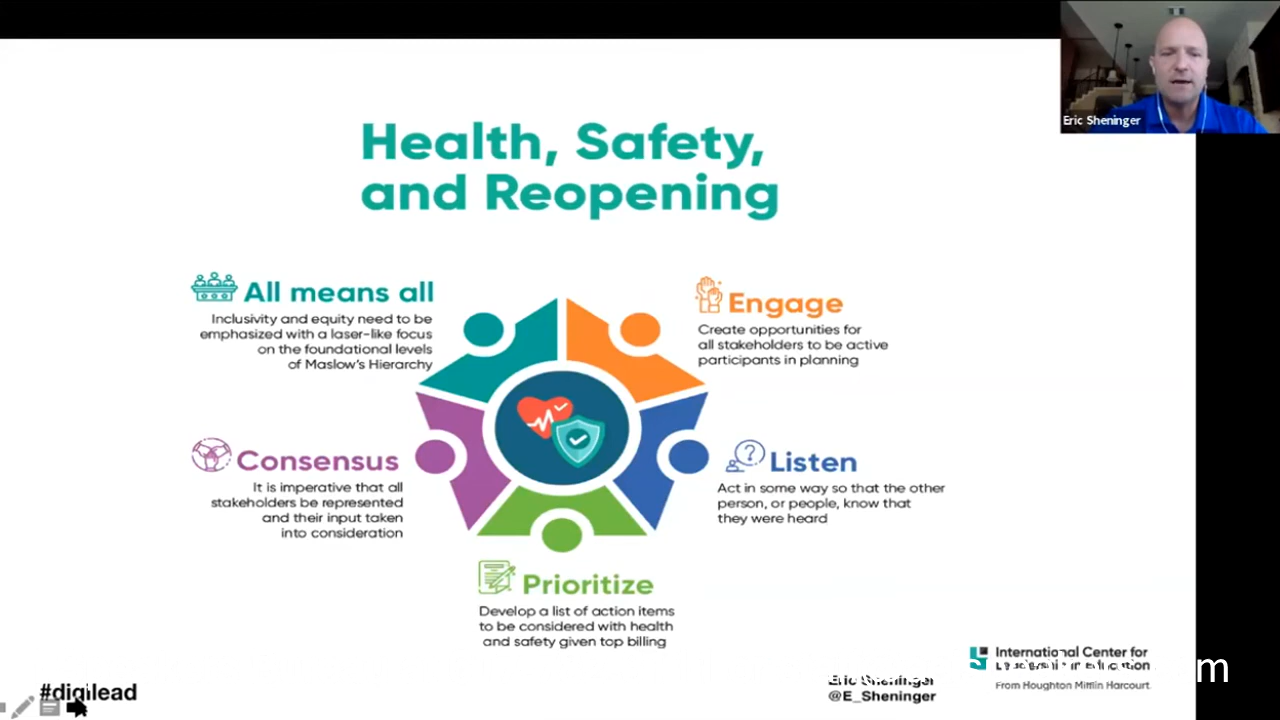 Eric Sheninger
Health, Safety,
and Reopening
All means all
Inclusivity and equity need to be
emphasized with a laser-like focus
on the foundational levels
of Maslow's Hierarchy
Engage
Create opportunities for
all stakeholders to be active
participants in planning
Consensus
It is imperative that all
stakeholders be represented
and their input taken
into consideration
Listen
Act in some way so that the other
person, or people, know that
they were heard
Prioritize
Develop a list of action items
to be considered with health
and safety given top billing
International Center for
From Houghton Mifflin Harcourt
#digilead
Eric Sheninger
@E_Sheninger